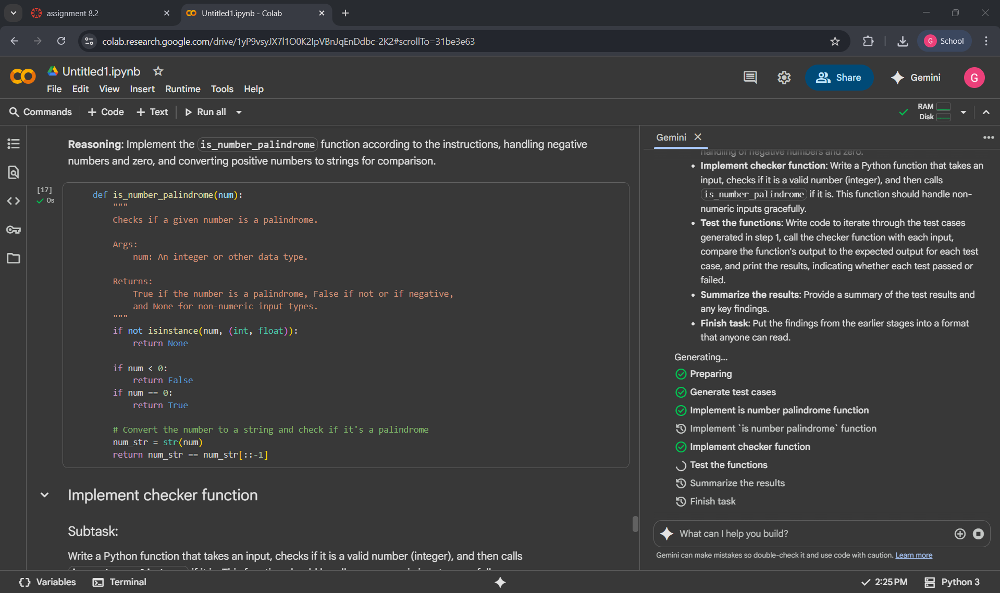 assignment 8.2
Untitled1.ipynb - Colab
colab.research.google.com/drive/1yP9vsyJX7l1O0K2IpVBnJqEnDdbc-2K2#scrollTo=31be3e63
G School
Untitled1.ipynb
File Edit View Insert Runtime Tools Help
Share
Gemini
G
Commands + Code + Text Run all
RAM
Disk
Reasoning: Implement the is_number_palindrome function according to the instructions, handling negative
numbers and zero, and converting positive numbers to strings for comparison.
[17]
0s
def is_number_palindrome(num):
"""
Checks if a given number is a palindrome.
Args:
num: An integer or other data type.
Returns:
True if the number is a palindrome, False if not or if negative,
and None for non-numeric input types.
"""
if not isinstance(num, (int, float)):
return None
if num < 0:
return False
if num == 0:
return True
# Convert the number to a string and check if it's a palindrome
num_str = str(num)
return num_str == num_str[::-1]
Implement checker function
Subtask:
Write a Python function that takes an input, checks if it is a valid number (integer), and then calls
Gemini
handling of negative numbers and zero.
• Implement checker function: Write a Python function that takes an
input, checks if it is a valid number (integer), and then calls
is_number_palindrome if it is. This function should handle non-
numeric inputs gracefully.
• Test the functions: Write code to iterate through the test cases
generated in step 1, call the checker function with each input,
compare the function's output to the expected output for each test
case, and print the results, indicating whether each test passed or
failed.
• Summarize the results: Provide a summary of the test results and
any key findings.
• Finish task: Put the findings from the earlier stages into a format
that anyone can read.
Generating...
Preparing
Generate test cases
Implement is number palindrome function
Implement `is number palindrome` function
Implement checker function
Test the functions
Summarize the results
Finish task
What can I help you build?
Gemini can make mistakes so double-check it and use code with caution. Learn more
{} Variables Terminal
2:25 PM Python 3